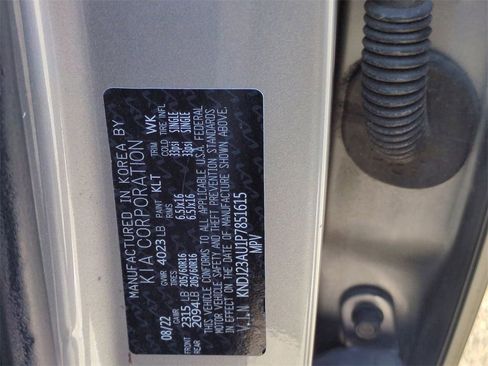 MANUFACTURED IN KOREA BY
KIA CORPORATION
08/22 GVWR 4023 LB PAINT KLT TRIM WK
GAWR TIRES RIMS COLD TIRE INFL
2315 LB 205/60R16 6.5Jx16 33psi SINGLE
REAR 2094 LB 205/60R16 6.5Jx16 33psi SINGLE
THIS VEHICLE CONFORMS TO ALL APPLICABLE U.S.A. FEDERAL
MOTOR VEHICLE SAFETY AND THEFT PREVENTION STANDARDS
IN EFFECT ON THE DATE OF MANUFACTURE SHOWN ABOVE.
V.I.N KNDJ23AU1P7851615
MPV